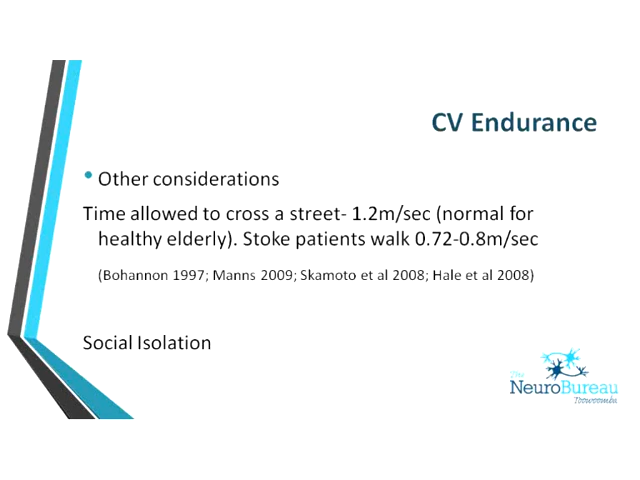 CV Endurance
• Other considerations
Time allowed to cross a street- 1.2m/sec (normal for
healthy elderly). Stoke patients walk 0.72-0.8m/sec
(Bohannon 1997; Manns 2009; Skamoto et al 2008; Hale et al 2008)
Social Isolation
The
NeuroBureau
Toowoomba